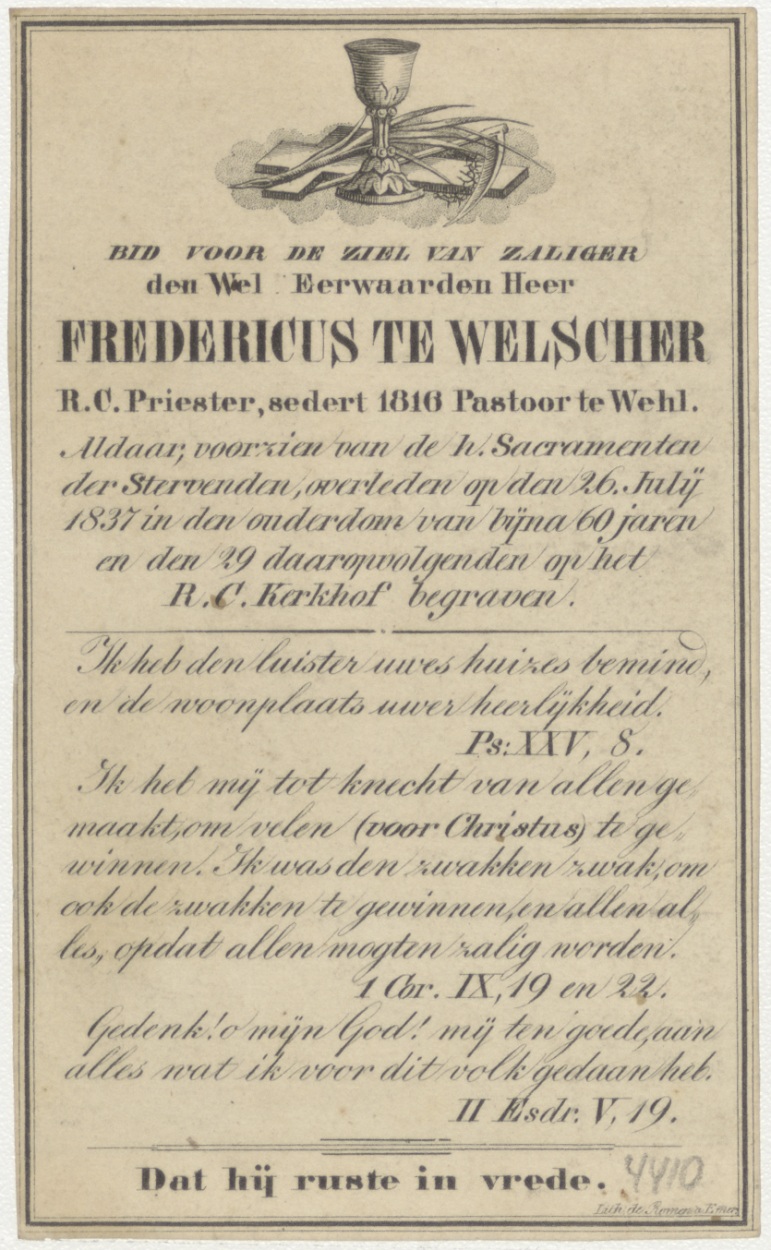 BID VOOR DE ZIEL VAN ZALIGER
den Wel Eerwaarden Heer
FREDERICUS TE WELSCHER
R.C. Priester, sedert 1816 Pastoor te Wehl.
Aldaar, voorzien van de h. Sacramenten
der Stervenden, overleden op den 26. Julij
1837 in den ouderdom van bijna 60 jaren
en den 29 daaropvolgenden op het
R.C. Kerkhof begraven.
Ik heb den luister uwes huizes bemind,
en de woonplaats uwer heerlijkheid.
Ps: XXV, 8.
Ik heb mij tot knecht van allen ge„
maakt, om velen (voor Christus) te ge„
winnen. Ik was den zwakken zwak, om
ook de zwakken te gewinnen, en allen al„
les, opdat allen mogten zalig worden.
1 Cor. IX, 19 en 22.
Gedenk! o mijn God! mij ten goede, aan
alles wat ik voor dit volk gedaan heb.
II Esdr. V, 19.
Dat hij ruste in vrede.
4410
Lith. de